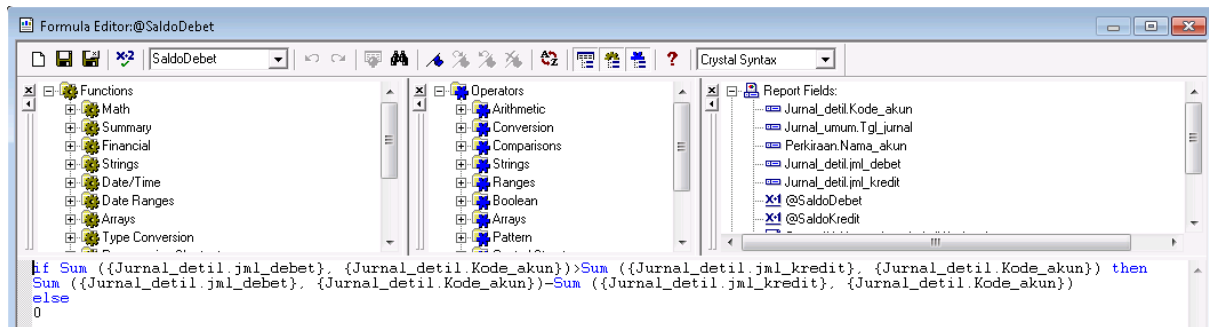 Formula Editor:@SaldoDebet
SaldoDebet
Crystal Syntax
Functions
Math
Summary
Financial
Strings
Date/Time
Date Ranges
Arrays
Type Conversion
Operators
Arithmetic
Conversion
Comparisons
Strings
Ranges
Boolean
Arrays
Pattern
Report Fields:
Jurnal_detil.Kode_akun
Jurnal_umum.Tgl_jurnal
Perkiraan.Nama_akun
Jurnal_detil.jml_debet
Jurnal_detil.jml_kredit
@SaldoDebet
@SaldoKredit
if Sum ({Jurnal_detil.jml_debet}, {Jurnal_detil.Kode_akun})>Sum ({Jurnal_detil.jml_kredit}, {Jurnal_detil.Kode_akun}) then
Sum ({Jurnal_detil.jml_debet}, {Jurnal_detil.Kode_akun})-Sum ({Jurnal_detil.jml_kredit}, {Jurnal_detil.Kode_akun})
else
0